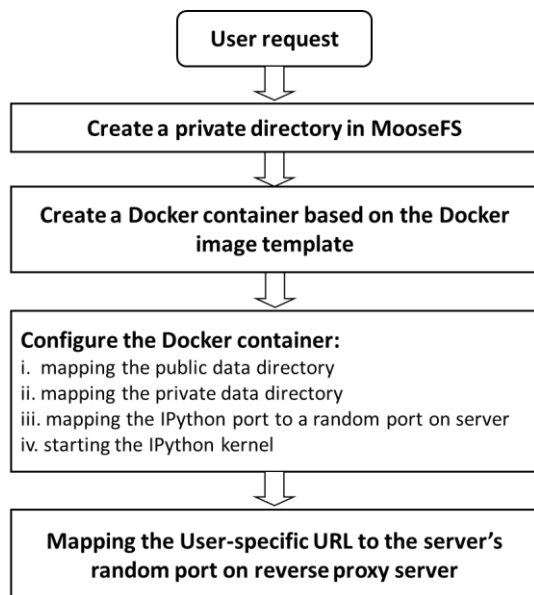 User request
Create a private directory in MooseFS
Create a Docker container based on the Docker
image template
Configure the Docker container:
i. mapping the public data directory
ii. mapping the private data directory
iii. mapping the IPython port to a random port on server
iv. starting the IPython kernel
Mapping the User-specific URL to the server's
random port on reverse proxy server